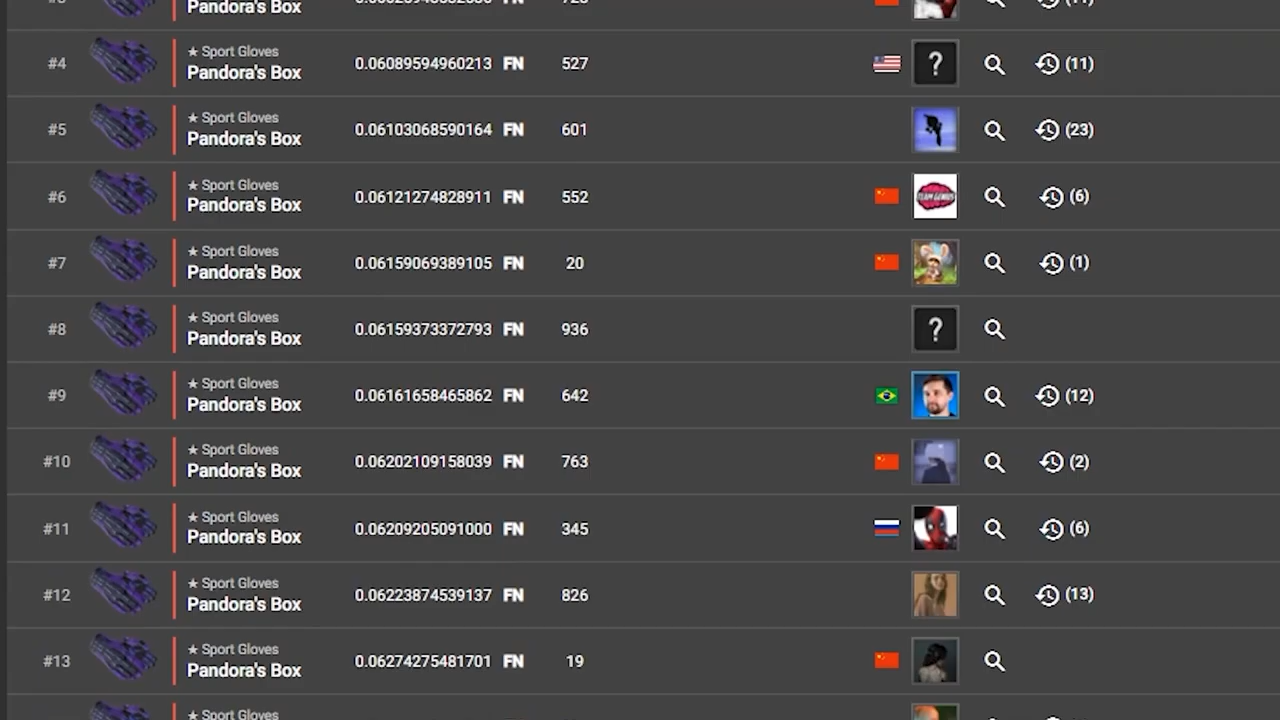 Pandora's Box
#4 ★ Sport Gloves
Pandora's Box 0.06089594960213 FN 527 ? (11)
#5 ★ Sport Gloves
Pandora's Box 0.06103068590164 FN 601 (23)
#6 ★ Sport Gloves
Pandora's Box 0.06121274828911 FN 552 TEAM GENIUS (6)
#7 ★ Sport Gloves
Pandora's Box 0.06159069389105 FN 20 (1)
#8 ★ Sport Gloves
Pandora's Box 0.06159373372793 FN 936 ?
#9 ★ Sport Gloves
Pandora's Box 0.06161658465862 FN 642 (12)
#10 ★ Sport Gloves
Pandora's Box 0.06202109158039 FN 763 (2)
#11 ★ Sport Gloves
Pandora's Box 0.06209205091000 FN 345 (6)
#12 ★ Sport Gloves
Pandora's Box 0.06223874539137 FN 826 (13)
#13 ★ Sport Gloves
Pandora's Box 0.06274275481701 FN 19
★ Sport Gloves